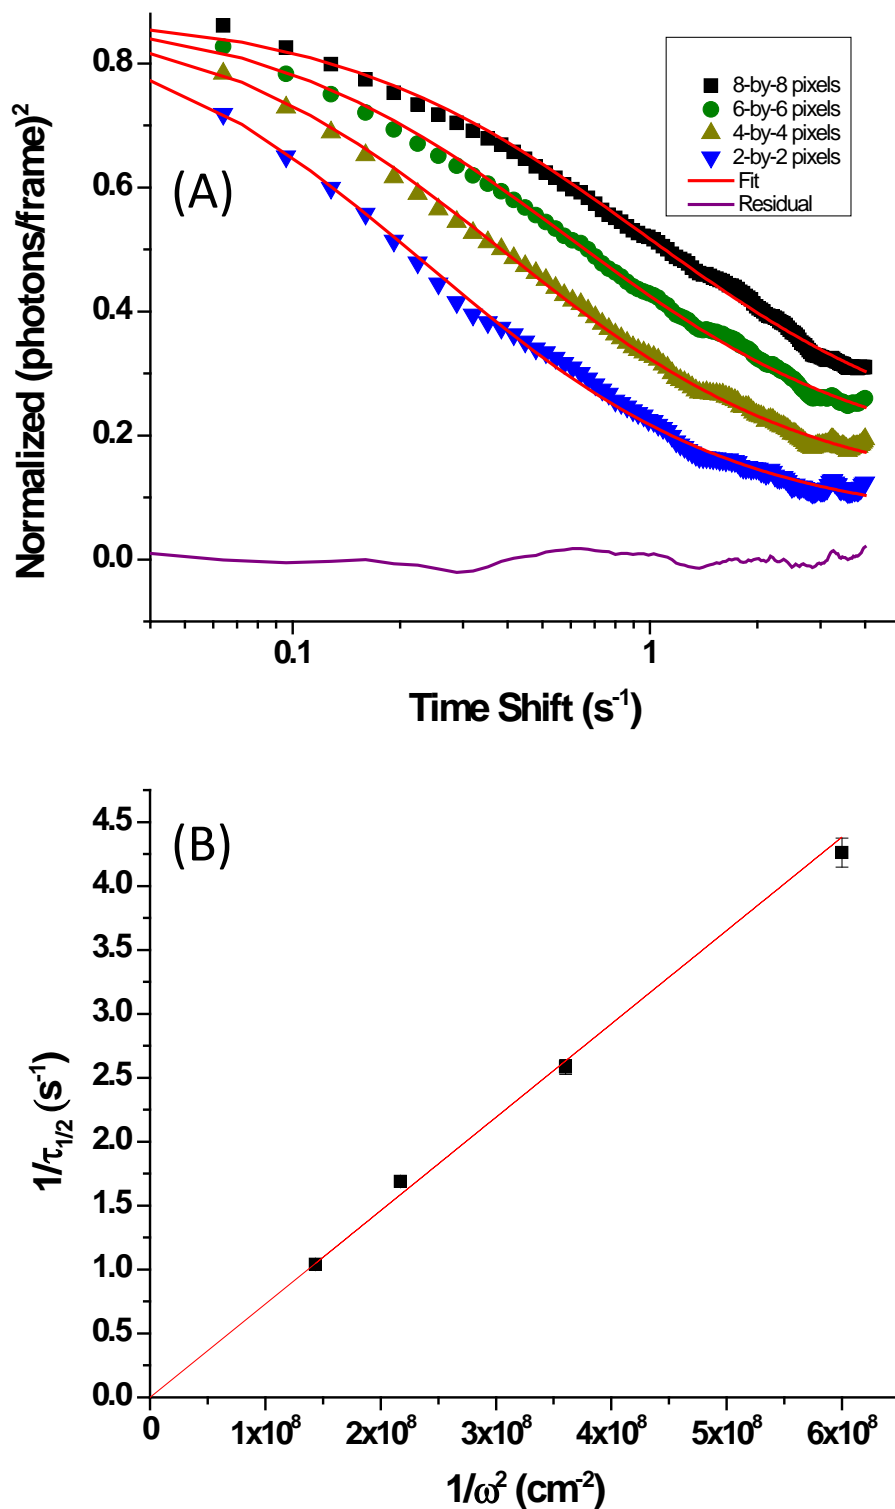 Normalized (photons/frame)²
(A)
8-by-8 pixels
6-by-6 pixels
4-by-4 pixels
2-by-2 pixels
Fit
Residual
0.8
0.6
0.4
0.2
0.0
0.1 1
Time Shift (s⁻¹)
1/τ₁/₂ (s⁻¹)
(B)
4.5
4.0
3.5
3.0
2.5
2.0
1.5
1.0
0.5
0.0
0 1x10⁸ 2x10⁸ 3x10⁸ 4x10⁸ 5x10⁸ 6x10⁸
1/ω² (cm⁻²)